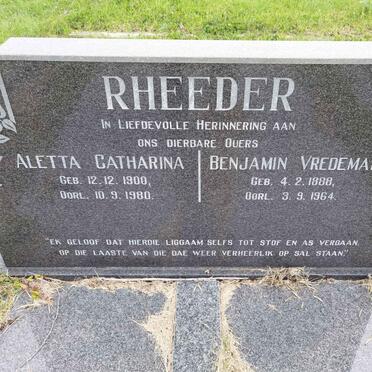 RHEEDER
IN LIEFDEVOLLE HERINNERING AAN
ONS DIERBARE OUERS
ALETTA CATHARINA
GEB. 12.12.1900,
OORL. 10.9.1980.
BENJAMIN VREDEMA
GEB. 4.2.1888,
OORL. 3.9.1964.
"EK GELOOF DAT HIERDIE LIGGAAM SELFS TOT STOF EN AS VERGAAN,
OP DIE LAASTE VAN DIE DAE WEER VERHEERLIK OP SAL STAAN."